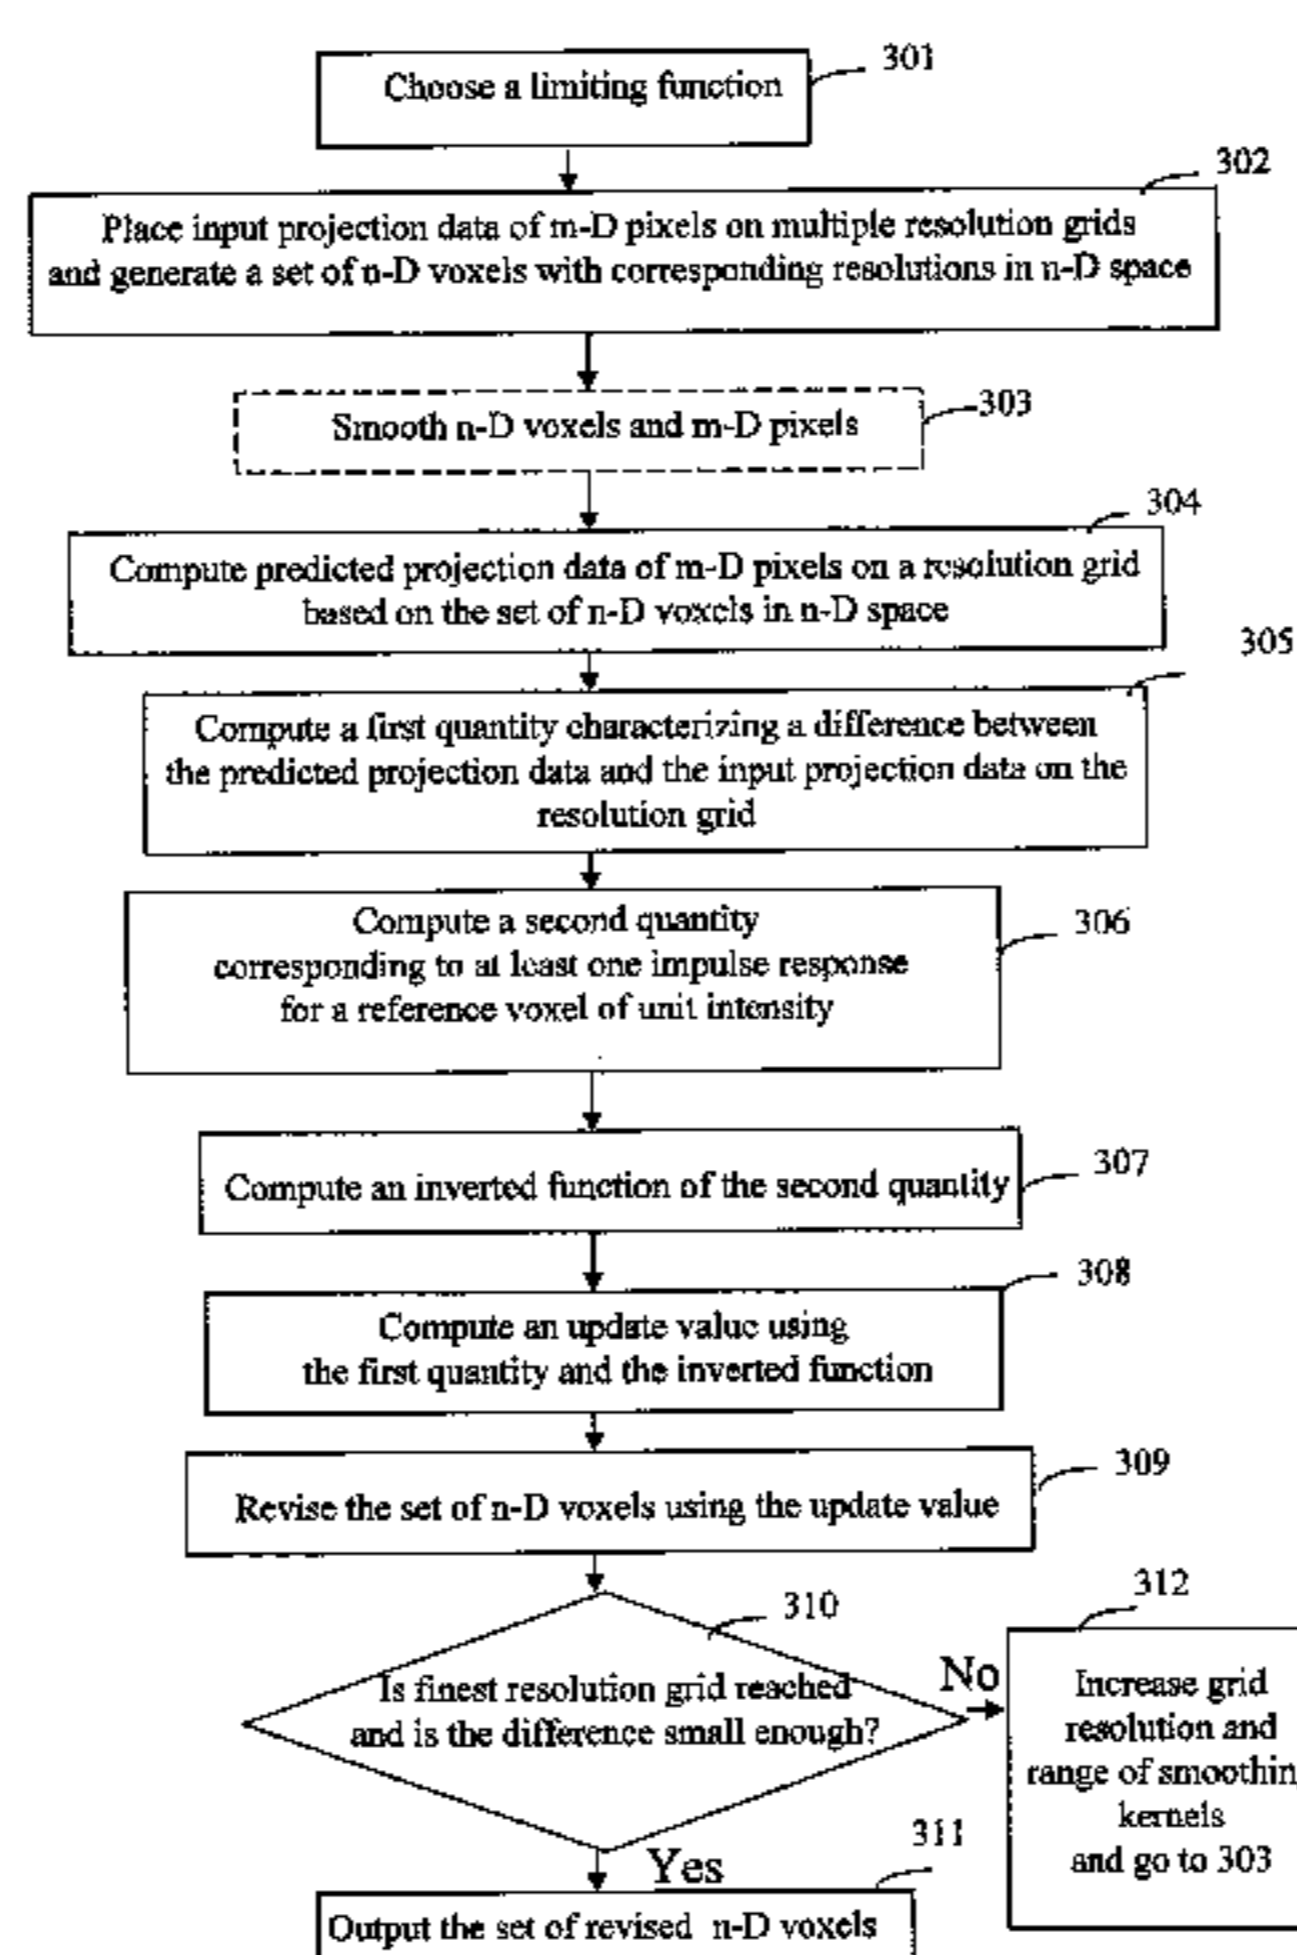 301
Choose a limiting function
302
Place input projection data of m-D pixels on multiple resolution grids
and generate a set of n-D voxels with corresponding resolutions in n-D space
303
Smooth n-D voxels and m-D pixels
304
Compute predicted projection data of m-D pixels on a resolution grid
based on the set of n-D voxels in n-D space
305
Compute a first quantity characterizing a difference between
the predicted projection data and the input projection data on the
resolution grid
306
Compute a second quantity
corresponding to at least one impulse response
for a reference voxel of unit intensity
307
Compute an inverted function of the second quantity
308
Compute an update value using
the first quantity and the inverted function
309
Revise the set of n-D voxels using the update value
310
Is finest resolution grid reached
and is the difference small enough?
No
312
Increase grid
resolution and
range of smoothin
kernels
and go to 303
Yes
311
Output the set of revised n-D voxels